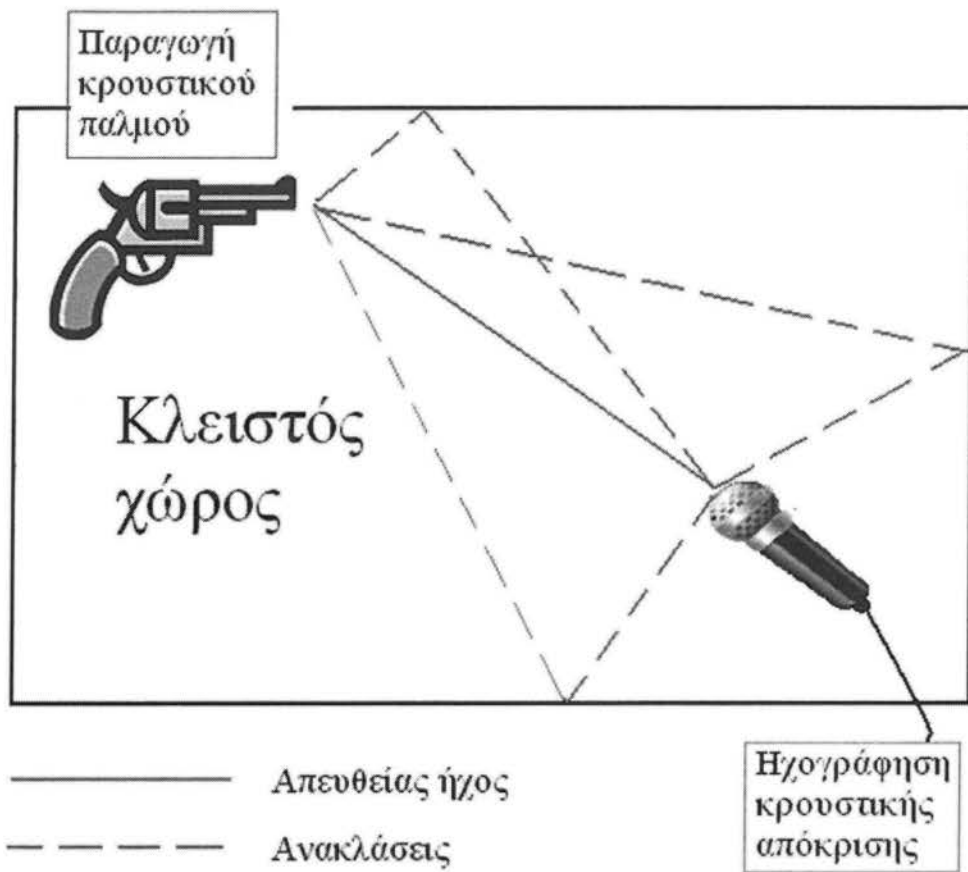 Παραγωγή
κρουστικού
παλμού
Κλειστός
χώρος
Απευθείας ήχος
Ανακλάσεις
Ηχογράφηση
κρουστικής
απόκρισης